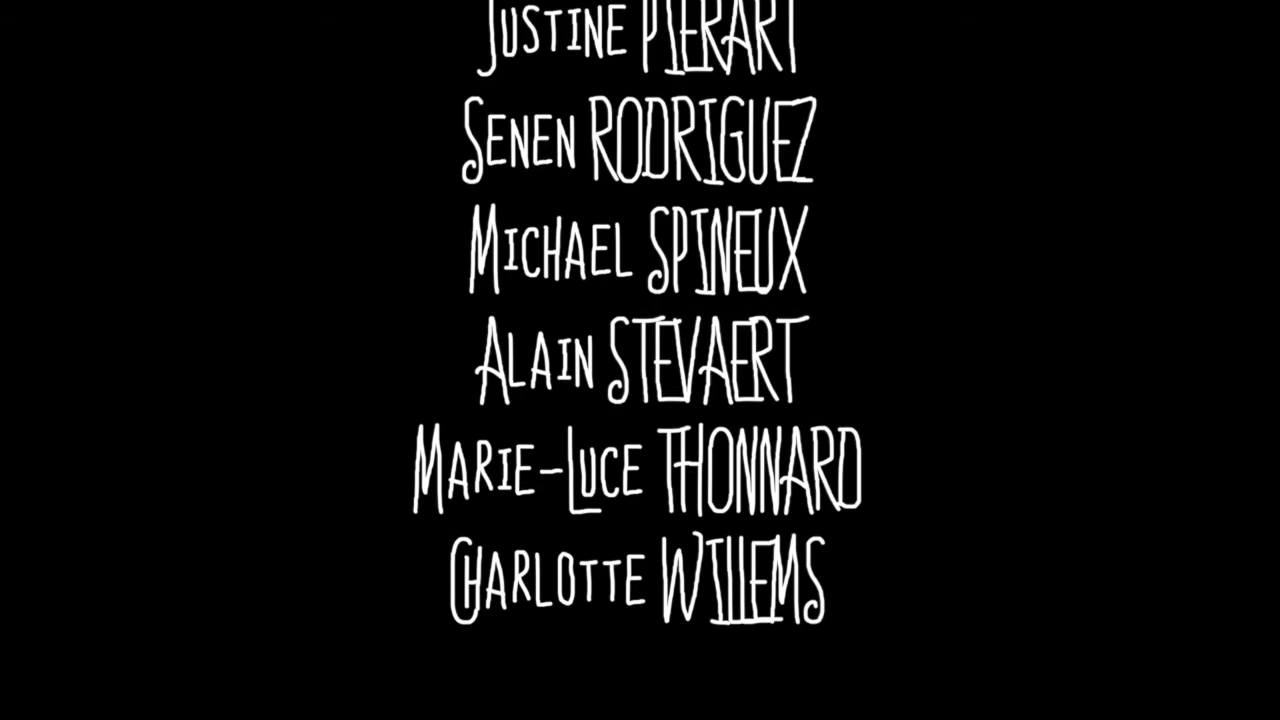 Justine PIERART
Senen RODRIGUEZ
Michael SPINEUX
Alain STEVAERT
Marie-Luce THONNARD
Charlotte WILLEMS